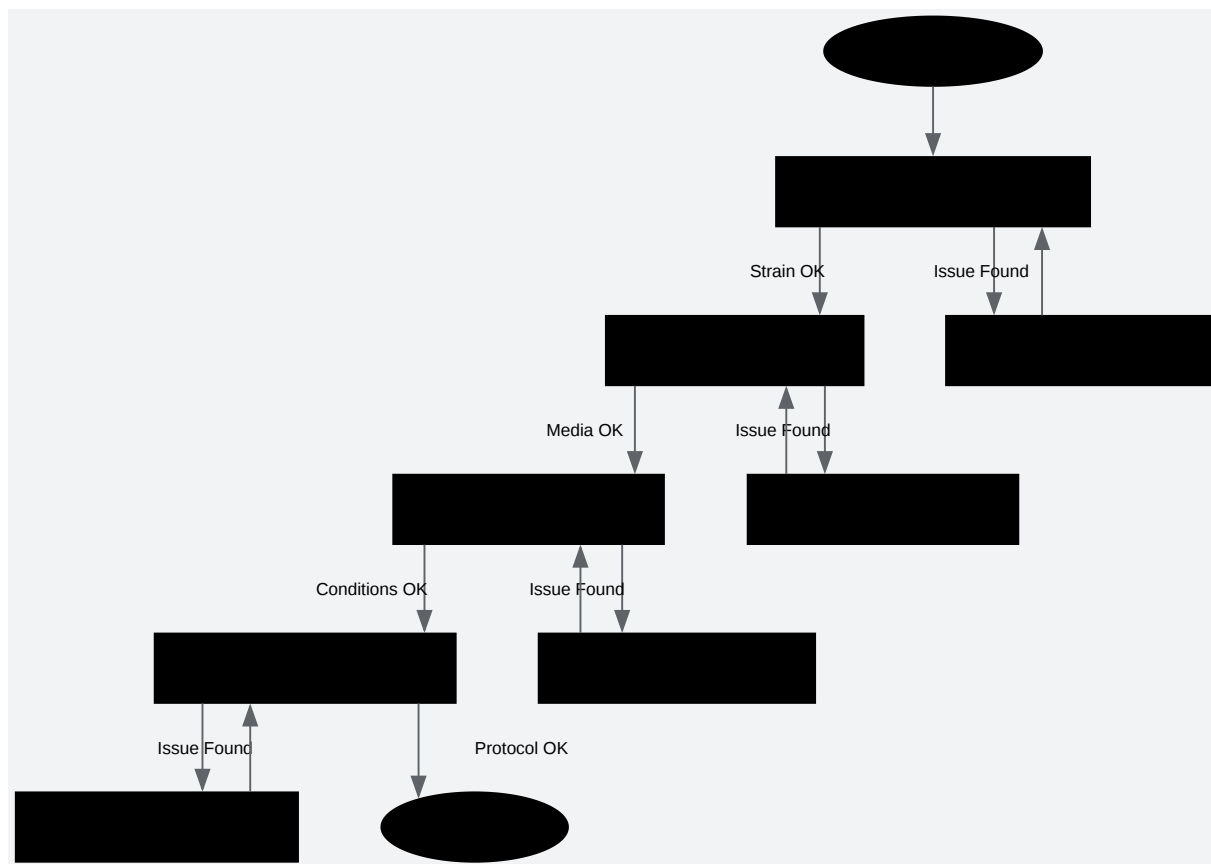 Strain OK
Issue Found
Media OK
Issue Found
Conditions OK
Issue Found
Issue Found
Protocol OK